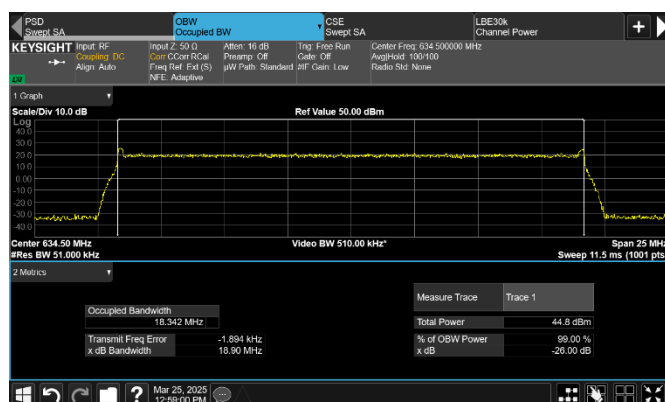 PSD
Swept SA
OBW
Occupied BW
CSE
Swept SA
LBE30k
Channel Power
KEYSIGHT
Input: RF
Coupling: DC
Align: Auto
Input Z: 50 Ω
Corr CCorr RCal
Freq Ref: Ext (S)
NFE: Adaptive
Atten: 16 dB
Preamp: Off
µW Path: Standard
Trig: Free Run
Gate: Off
#IF Gain: Low
Center Freq: 634.500000 MHz
Avg|Hold: 100/100
Radio Std: None
LXI
1 Graph
Scale/Div 10.0 dB
Ref Value 50.00 dBm
Log
40.0
30.0
20.0
10.0
0.00
-10.0
-20.0
-30.0
-40.0
Center 634.50 MHz
Video BW 510.00 kHz*
Span 25 MHz
#Res BW 51.000 kHz
Sweep 11.5 ms (1001 pts
2 Metrics
Measure Trace
Trace 1
Occupied Bandwidth
18.342 MHz
Total Power
44.8 dBm
Transmit Freq Error
-1.894 kHz
% of OBW Power
99.00 %
x dB Bandwidth
18.90 MHz
x dB
-26.00 dB
?
Mar 25, 2025
12:59:00 PM